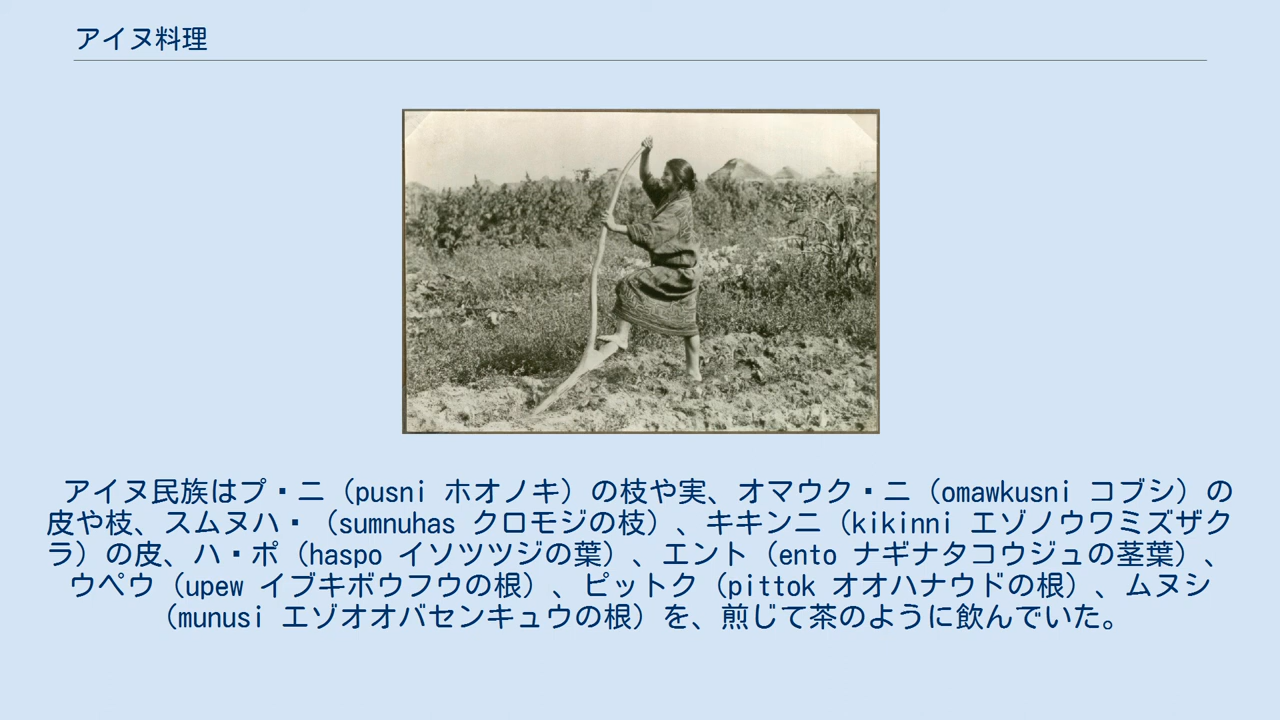 アイヌ料理
アイヌ民族はプ▪ニ（pusni ホオノキ）の枝や実、オマウク▪ニ（omawkusni コブシ）の
皮や枝、スムヌハ▪（sumnuhas クロモジの枝）、キキンニ（kikinni エゾノウワミズザク
ラ）の皮、ハ▪ポ（haspo イソツツジの葉）、エント（ento ナギナタコウジュの茎葉）、
ウペウ（upew イブキボウフウの根）、ピットク（pittok オオハナウドの根）、ムヌシ
（munusi エゾオオバセンキュウの根）を、煎じて茶のように飲んでいた。